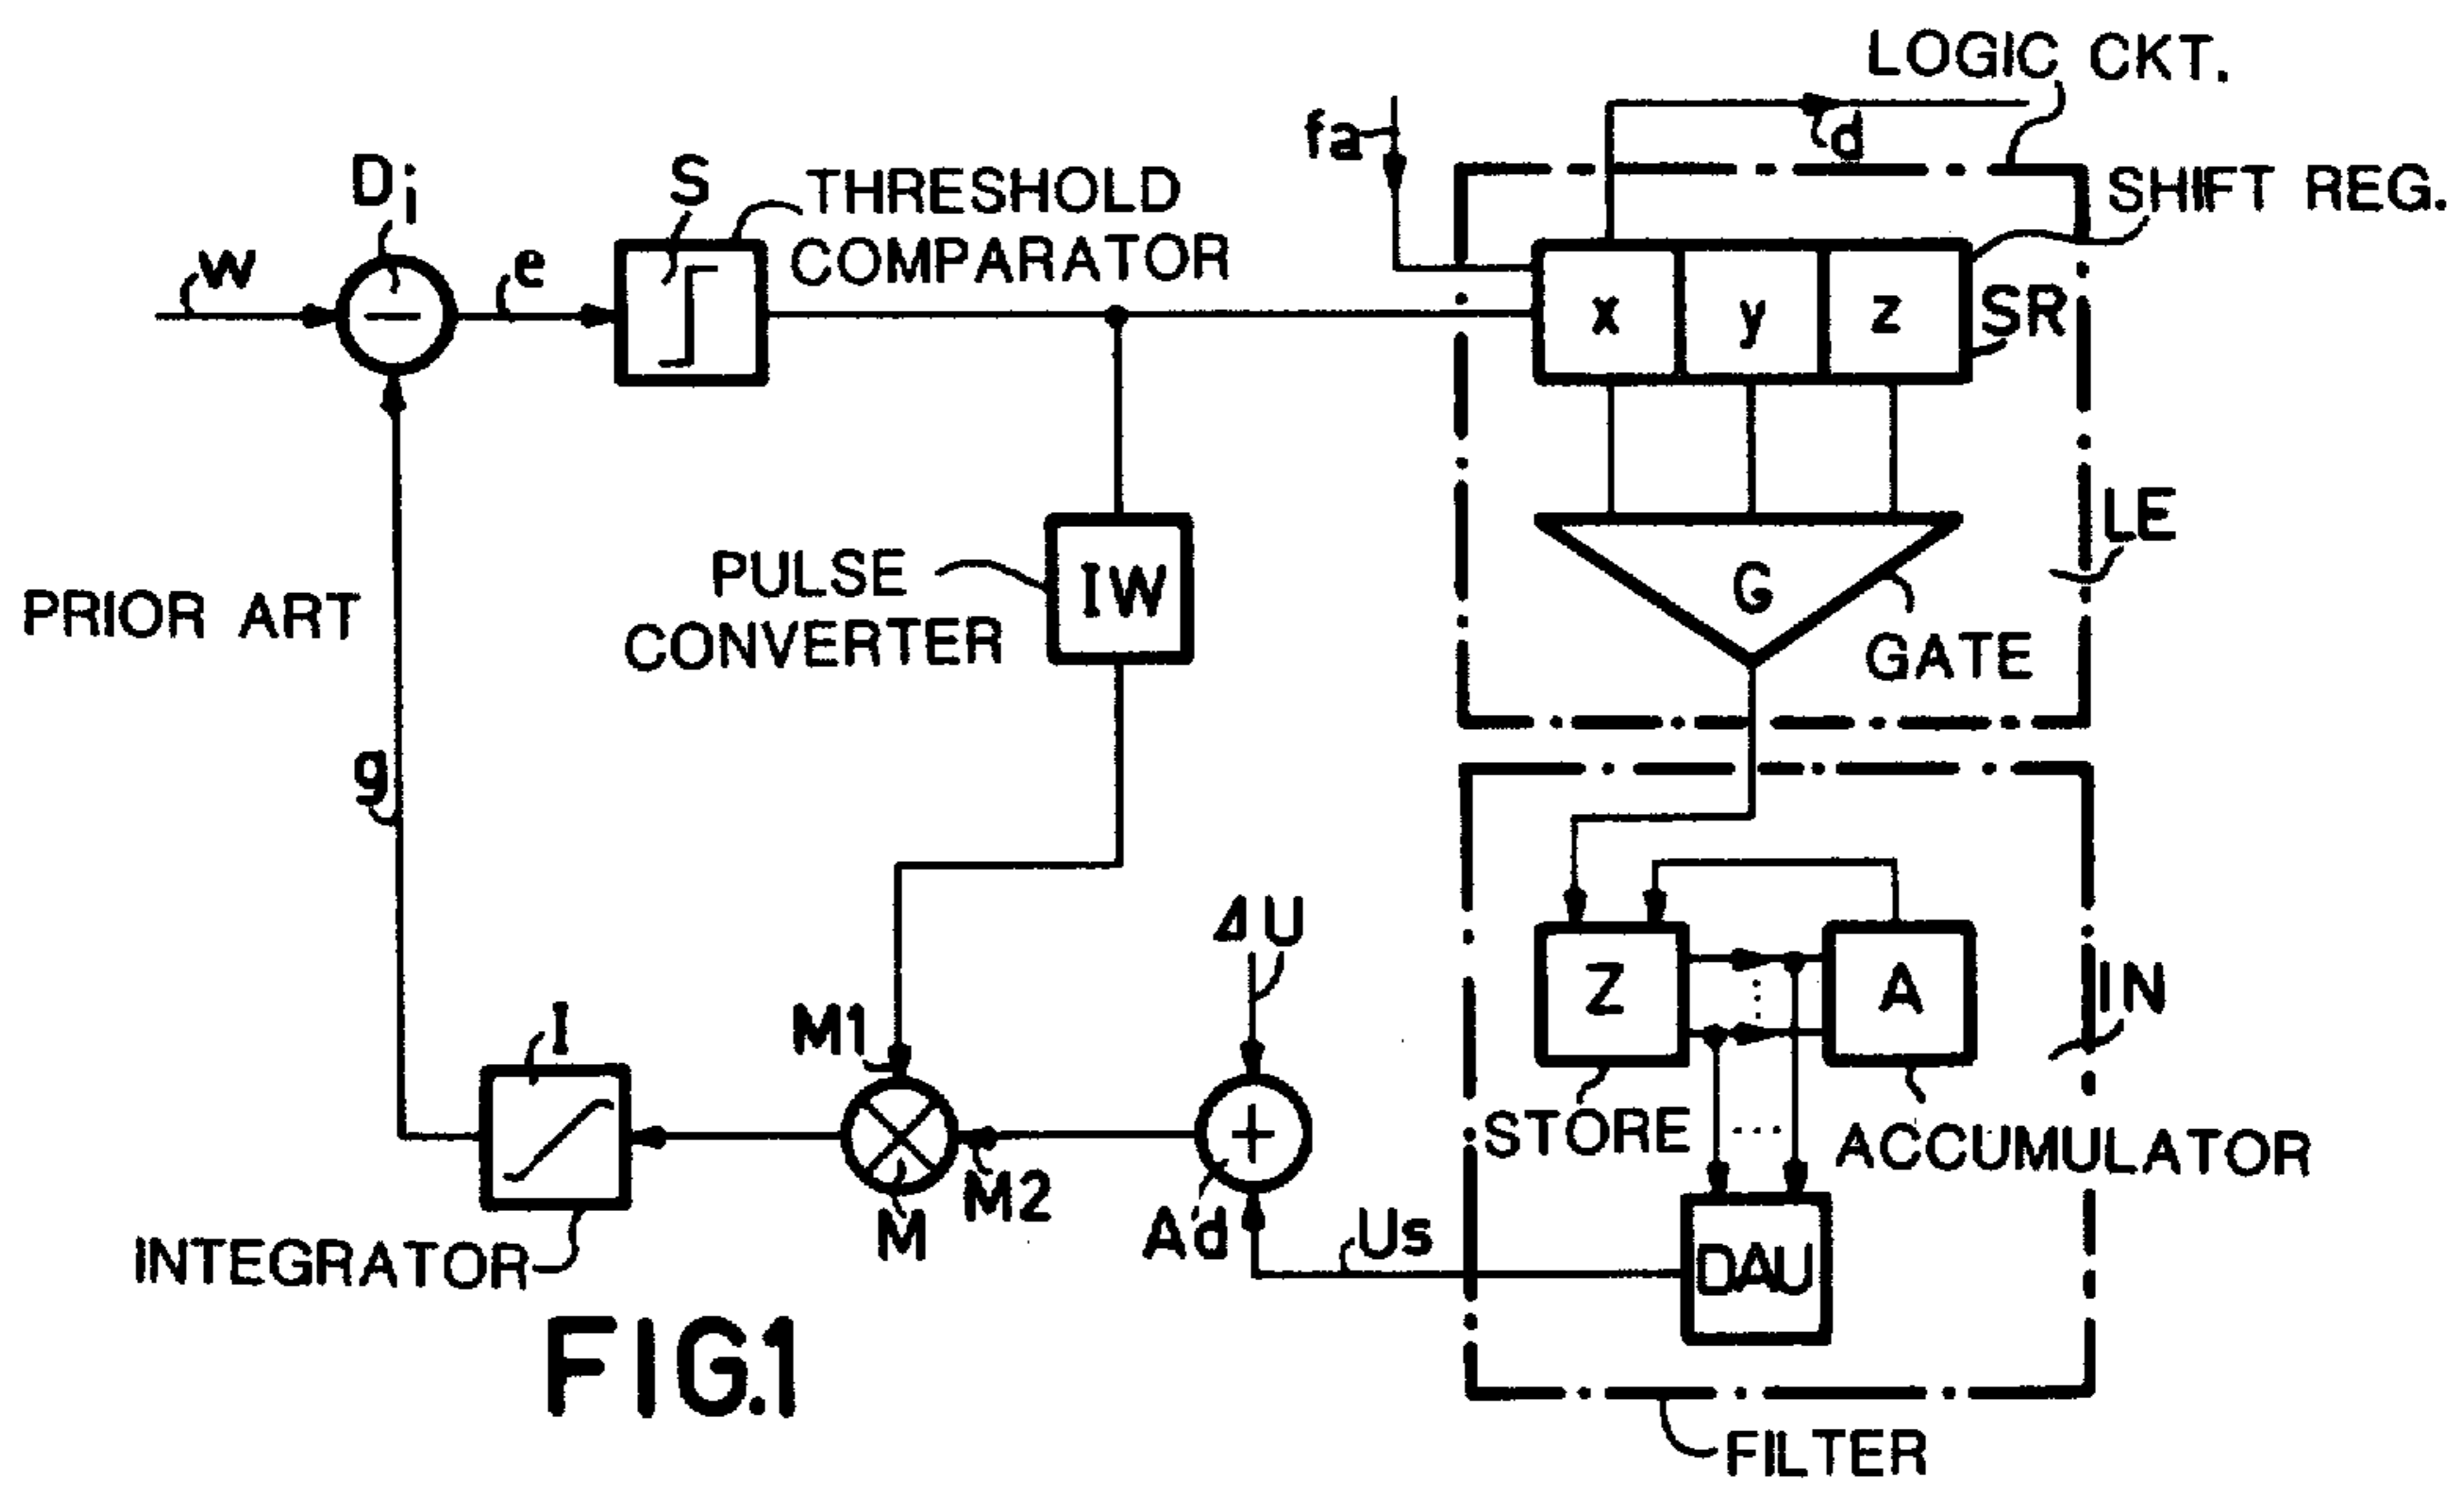 LOGIC CKT.
fa
d
Di
S
THRESHOLD
COMPARATOR
SHIFT REG.
w
e
x
y
z
SR
PULSE
CONVERTER
IW
G
LE
GATE
PRIOR ART
g
ΔU
Z
A
IN
M1
I
STORE
ACCUMULATOR
M2
M
Ad
Us
DAU
INTEGRATOR
FIG.1
FILTER